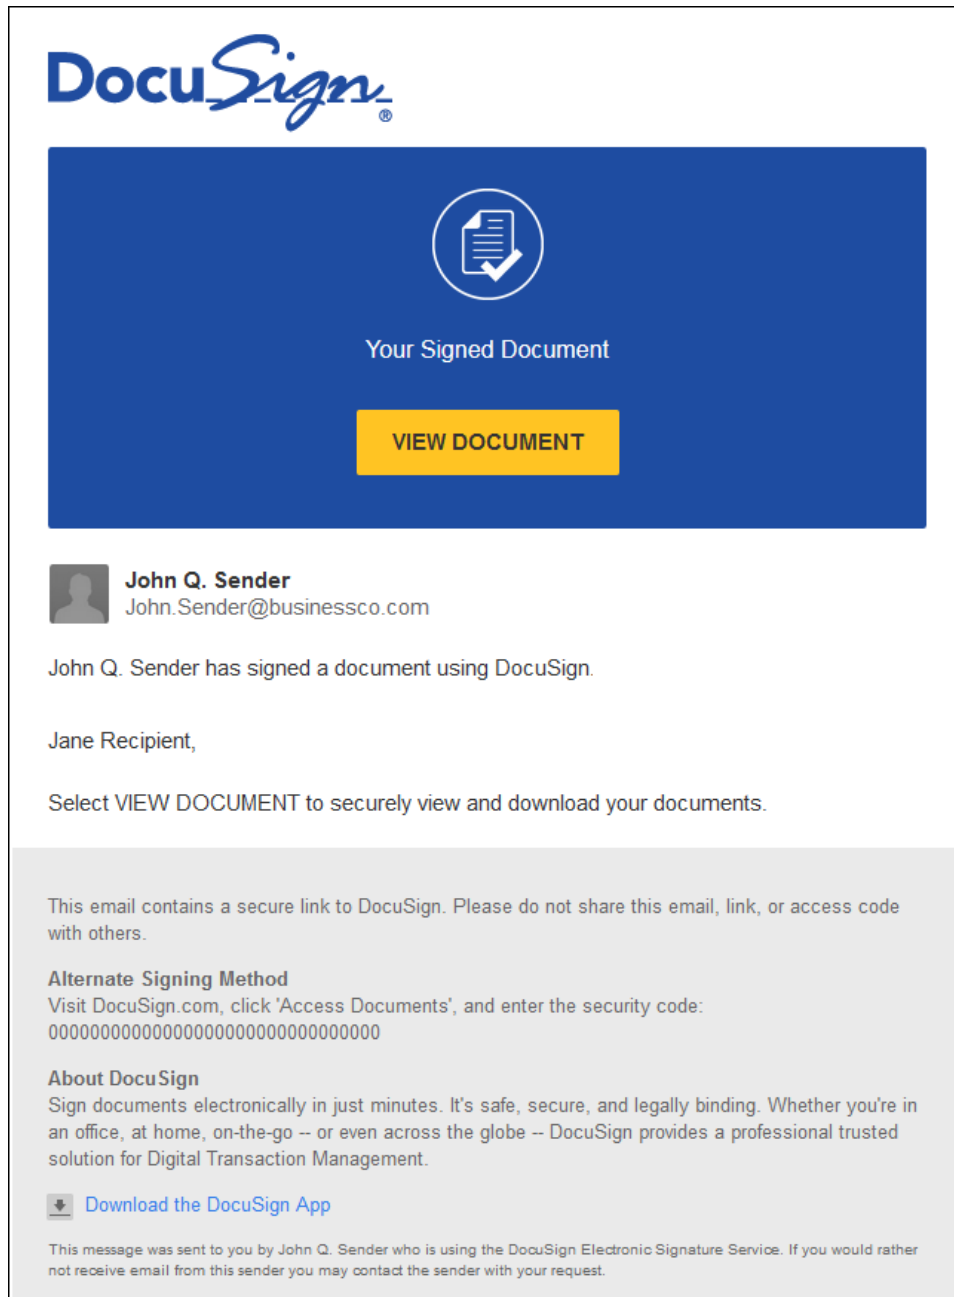 DocuSign®
Your Signed Document
VIEW DOCUMENT
John Q. Sender
John.Sender@businessco.com
John Q. Sender has signed a document using DocuSign.
Jane Recipient,
Select VIEW DOCUMENT to securely view and download your documents.
This email contains a secure link to DocuSign. Please do not share this email, link, or access code
with others.
Alternate Signing Method
Visit DocuSign.com, click 'Access Documents', and enter the security code:
00000000000000000000000000000000
About DocuSign
Sign documents electronically in just minutes. It's safe, secure, and legally binding. Whether you're in
an office, at home, on-the-go -- or even across the globe -- DocuSign provides a professional trusted
solution for Digital Transaction Management.
Download the DocuSign App
This message was sent to you by John Q. Sender who is using the DocuSign Electronic Signature Service. If you would rather
not receive email from this sender you may contact the sender with your request.